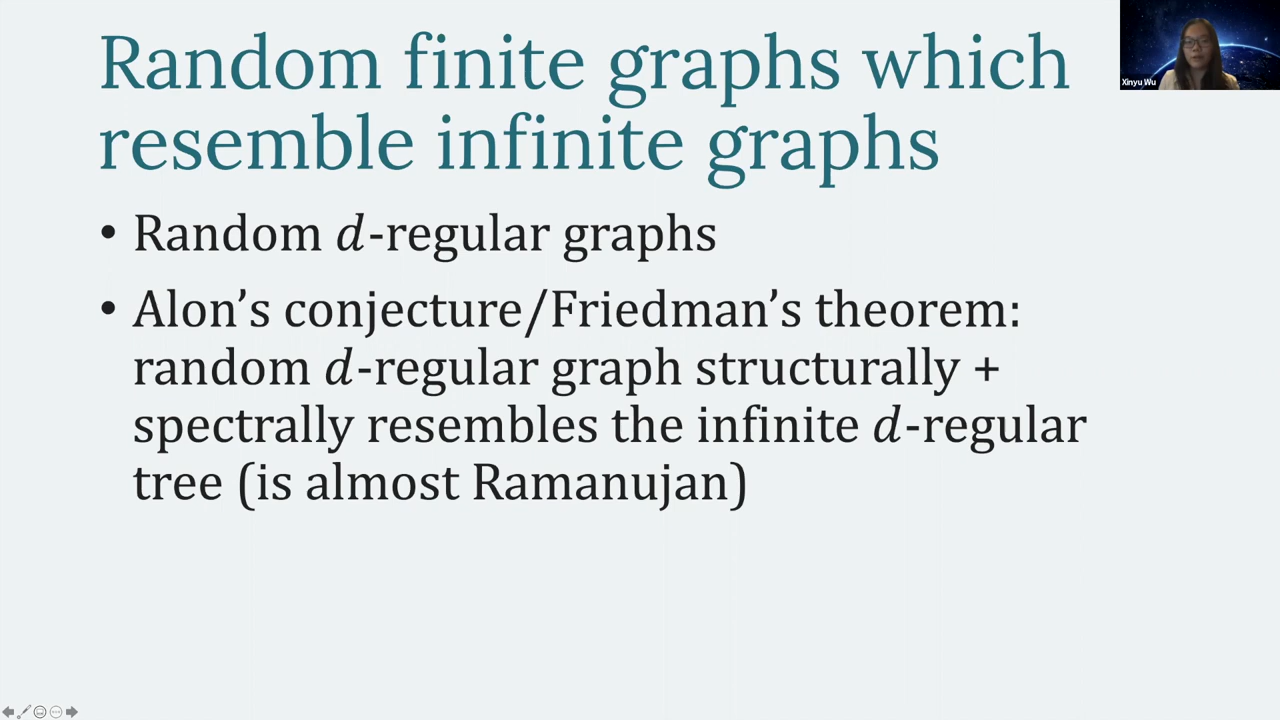 Random finite graphs which
resemble infinite graphs
Xinyu Wu
• Random d-regular graphs
• Alon’s conjecture/Friedman’s theorem:
random d-regular graph structurally +
spectrally resembles the infinite d-regular
tree (is almost Ramanujan)